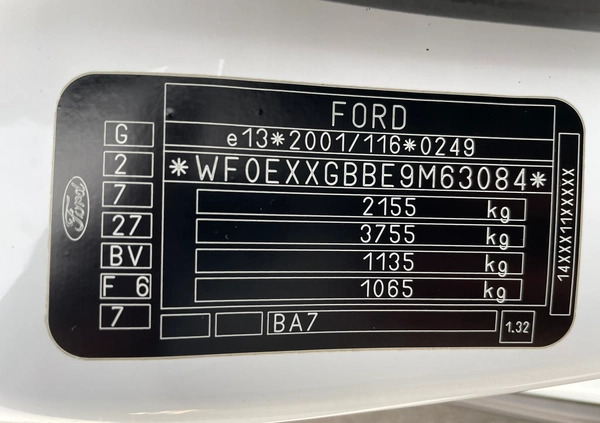 FORD
e13*2001/116*0249
*WF0EXXGBBE9M63084*
2155 kg
3755 kg
1135 kg
1065 kg
G
2
7
27
BV
F 6
7
BA7
1.32
14XXX11XXXXX
Ford